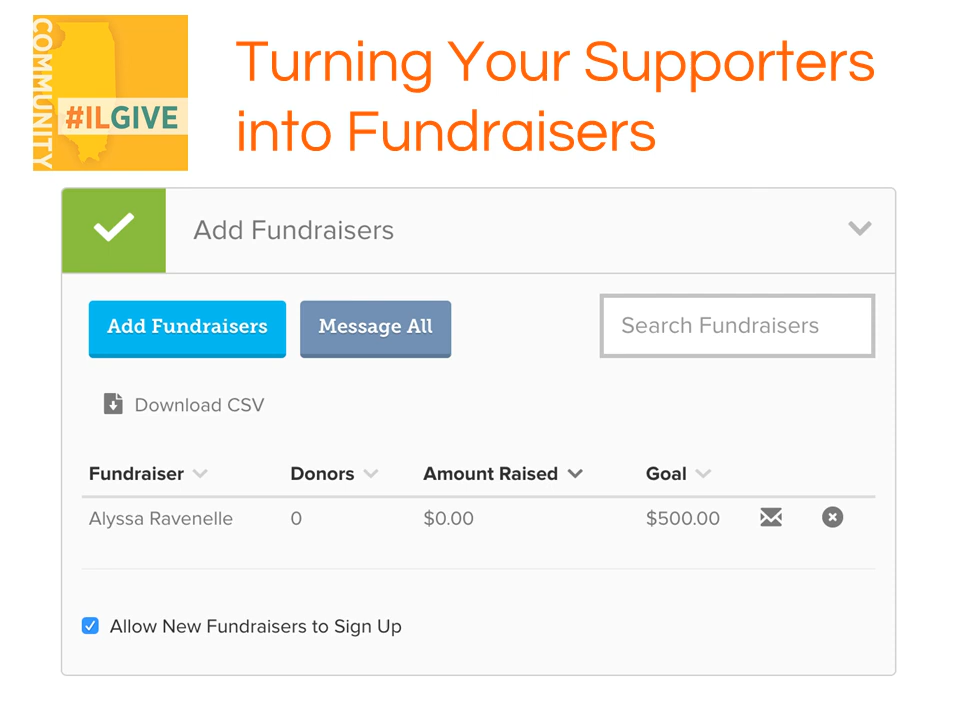 COMMUNITY
#ILGIVE
Turning Your Supporters
into Fundraisers
Add Fundraisers
Add Fundraisers
Message All
Search Fundraisers
Download CSV
Fundraiser Donors Amount Raised Goal
Alyssa Ravenelle 0 $0.00 $500.00
Allow New Fundraisers to Sign Up